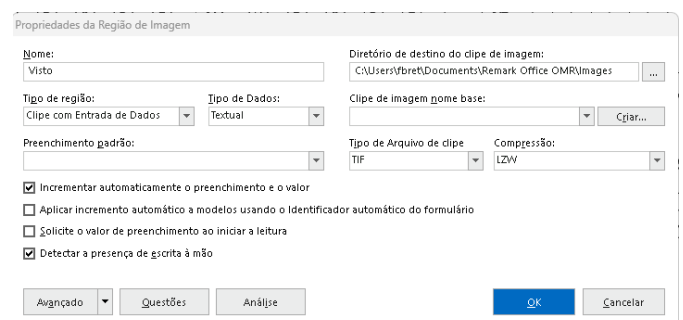 Propriedades da Região de Imagem
Nome:
Visto
Diretório de destino do clipe de imagem:
C:\Users\fbret\Documents\Remark Office OMR\Images
...
Tipo de região:
Clipe com Entrada de Dados
Tipo de Dados:
Textual
Clipe de imagem nome base:
Criar...
Preenchimento padrão:
Tipo de Arquivo de clipe
TIF
Compressão:
LZW
Incrementar automaticamente o preenchimento e o valor
Aplicar incremento automático a modelos usando o Identificador automático do formulário
Solicite o valor de preenchimento ao iniciar a leitura
Detectar a presença de escrita à mão
Avançado
Questões
Análise
OK
Cancelar